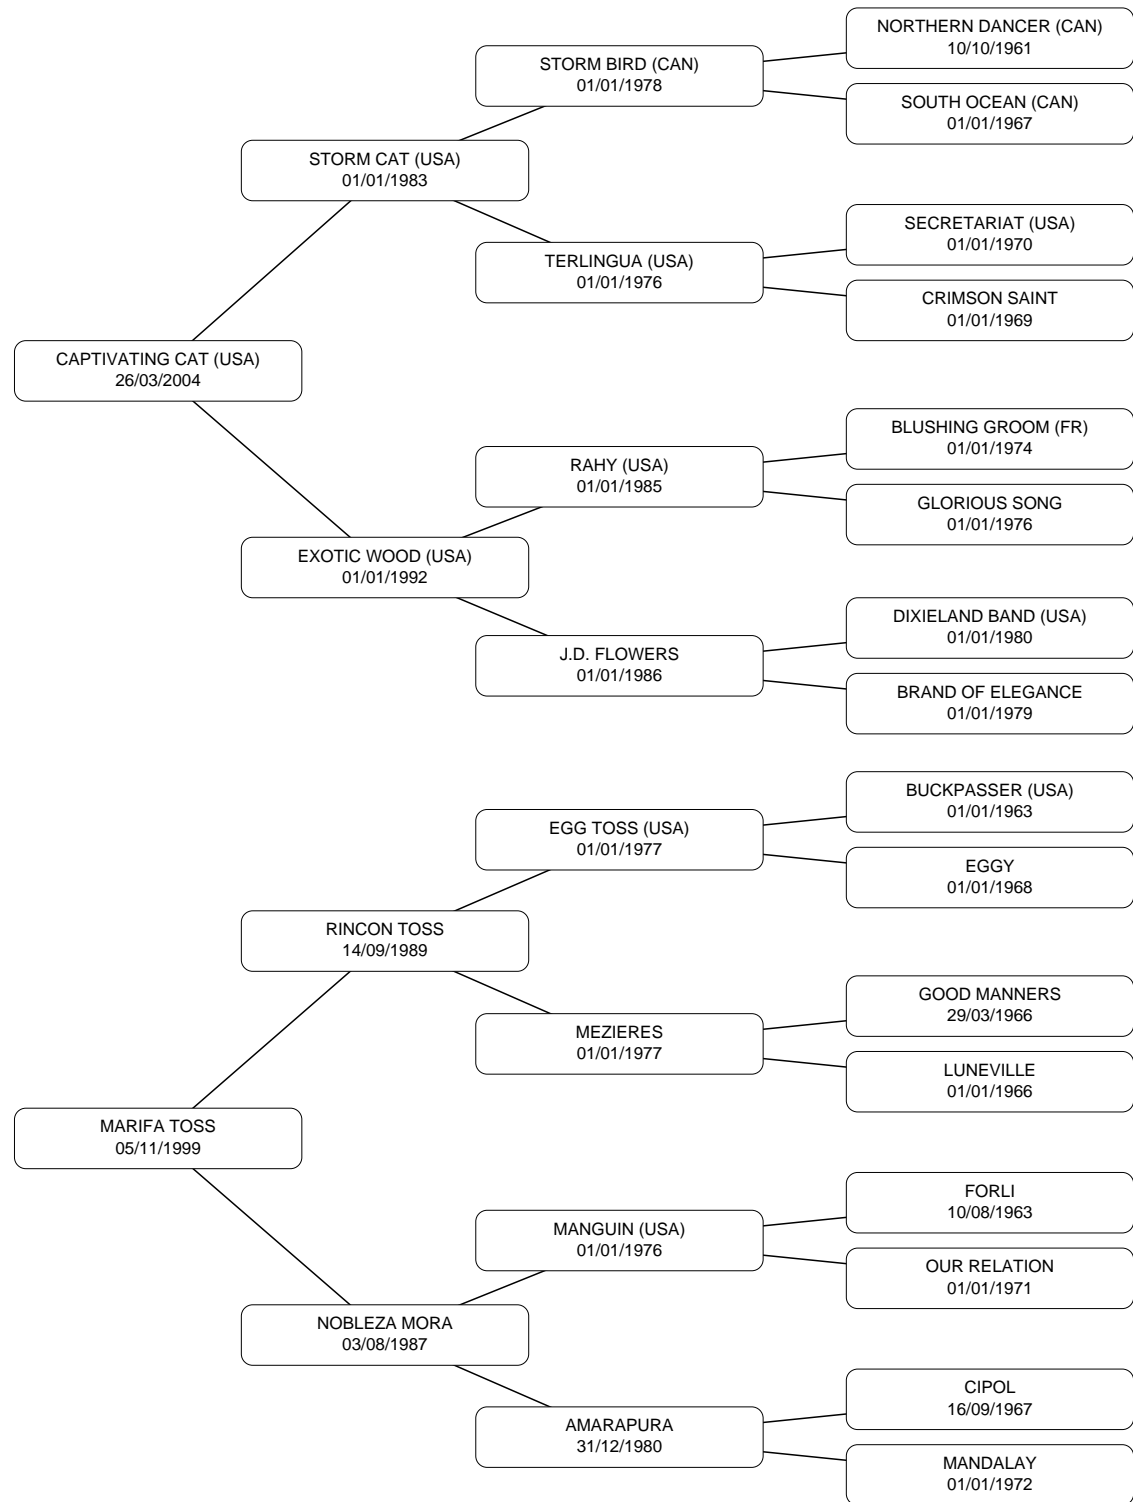 NORTHERN DANCER (CAN)
10/10/1961
STORM BIRD (CAN)
01/01/1978
SOUTH OCEAN (CAN)
01/01/1967
STORM CAT (USA)
01/01/1983
SECRETARIAT (USA)
01/01/1970
TERLINGUA (USA)
01/01/1976
CRIMSON SAINT
01/01/1969
CAPTIVATING CAT (USA)
26/03/2004
BLUSHING GROOM (FR)
01/01/1974
RAHY (USA)
01/01/1985
GLORIOUS SONG
01/01/1976
EXOTIC WOOD (USA)
01/01/1992
DIXIELAND BAND (USA)
01/01/1980
J.D. FLOWERS
01/01/1986
BRAND OF ELEGANCE
01/01/1979
BUCKPASSER (USA)
01/01/1963
EGG TOSS (USA)
01/01/1977
EGGY
01/01/1968
RINCON TOSS
14/09/1989
GOOD MANNERS
29/03/1966
MEZIERES
01/01/1977
LUNEVILLE
01/01/1966
MARIFA TOSS
05/11/1999
FORLI
10/08/1963
MANGUIN (USA)
01/01/1976
OUR RELATION
01/01/1971
NOBLEZA MORA
03/08/1987
CIPOL
16/09/1967
AMARAPURA
31/12/1980
MANDALAY
01/01/1972